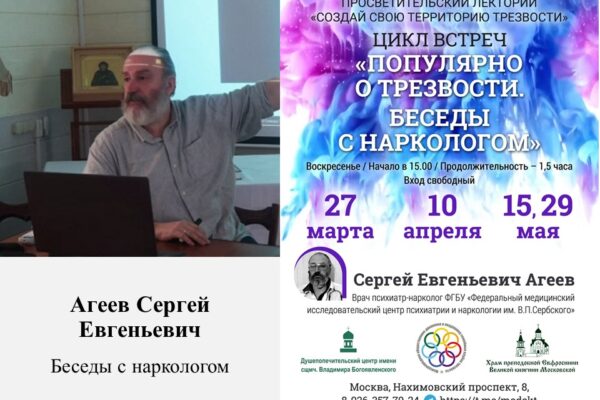 Агеев Сергей
Евгеньевич
Беседы с наркологом
ПРОСВЕТИТЕЛЬСКИЙ ЛЕКТОРИЙ
«СОЗДАЙ СВОЮ ТЕРРИТОРИЮ ТРЕЗВОСТИ»
ЦИКЛ ВСТРЕЧ
«ПОПУЛЯРНО
О ТРЕЗВОСТИ.
БЕСЕДЫ
С НАРКОЛОГОМ»
Воскресенье / Начало в 15.00 / Продолжительность – 1,5 часа
Вход свободный
27 10 15, 29
марта апреля мая
Сергей Евгеньевич Агеев
Врач психиатр-нарколог ФГБУ «Федеральный медицинский
исследовательский центр психиатрии и наркологии им. В.П.Сербского»
Душепопечительский центр имени
сщмч. Владимира Богоявленского
Храм преподобной Евфросинии
Великой княгини Московской
Москва, Нахимовский проспект, 8,